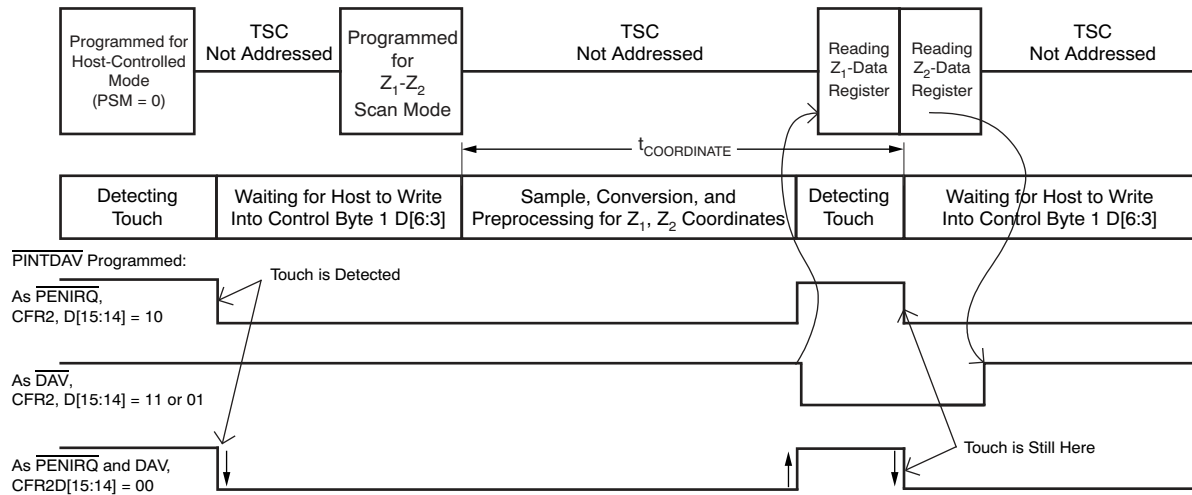 Programmed for
Host-Controlled
Mode
(PSM = 0)
TSC
Not Addressed
Programmed
for
Z1-Z2
Scan Mode
TSC
Not Addressed
Reading
Z1-Data
Register
Reading
Z2-Data
Register
TSC
Not Addressed
tCOORDINATE
Detecting
Touch
Waiting for Host to Write
Into Control Byte 1 D[6:3]
Sample, Conversion, and
Preprocessing for Z1, Z2 Coordinates
Detecting
Touch
Waiting for Host to Write
Into Control Byte 1 D[6:3]
PINTDAV Programmed:
Touch is Detected
As PENIRQ,
CFR2, D[15:14] = 10
As DAV,
CFR2, D[15:14] = 11 or 01
Touch is Still Here
As PENIRQ and DAV,
CFR2D[15:14] = 00